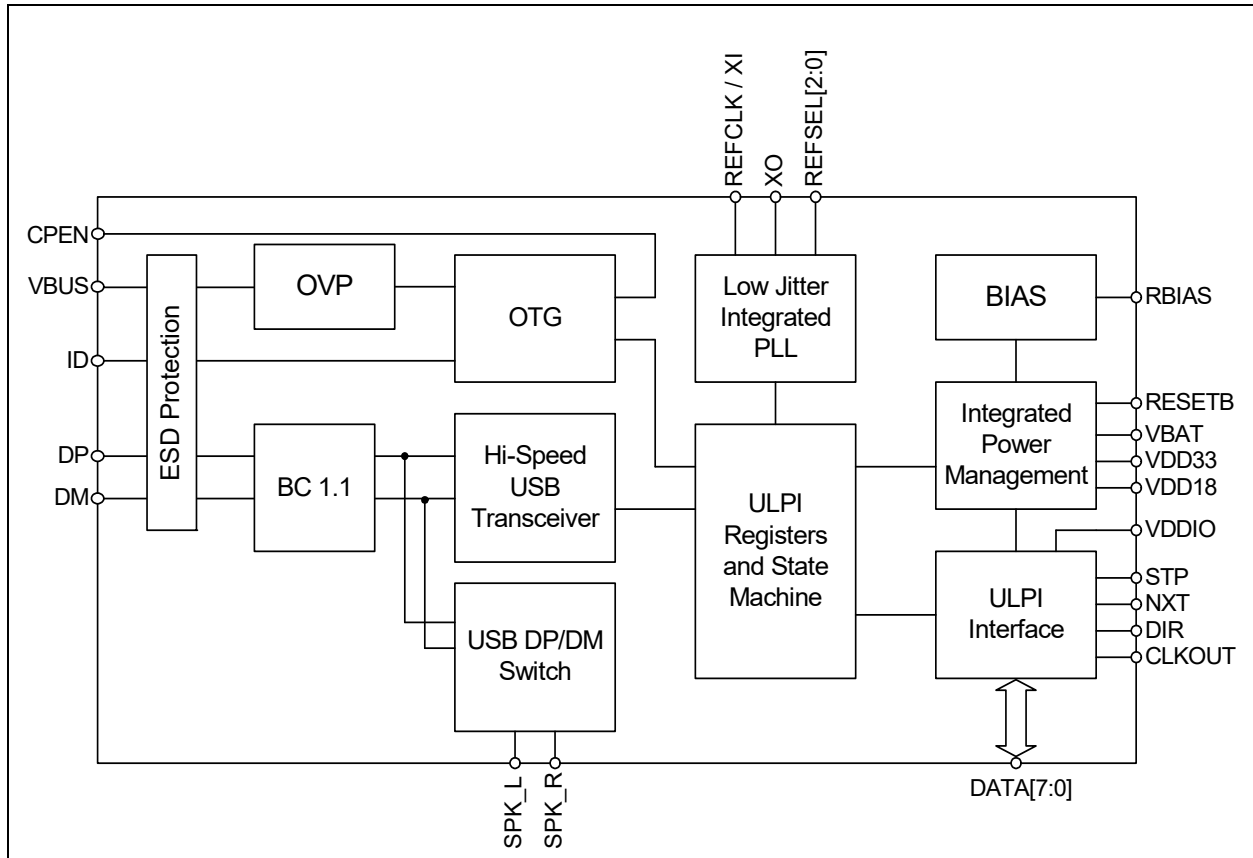 REFCLK / XI
XO
REFSEL[2:0]
CPEN
VBUS
ID
DP
DM
ESD Protection
OVP
OTG
BC 1.1
Hi-Speed
USB
Transceiver
USB DP/DM
Switch
SPK_L
SPK_R
Low Jitter
Integrated
PLL
ULPI
Registers
and State
Machine
BIAS
Integrated
Power
Management
ULPI
Interface
RBIAS
RESETB
VBAT
VDD33
VDD18
VDDIO
STP
NXT
DIR
CLKOUT
DATA[7:0]